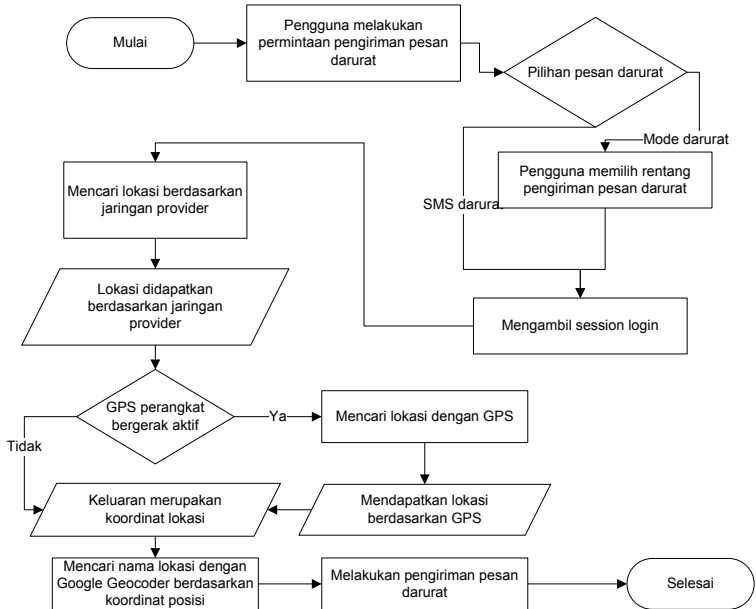 Mulai
Pengguna melakukan
permintaan pengiriman pesan
darurat
Pilihan pesan darurat
Mode darurat
Pengguna memilih rentang
pengiriman pesan darurat
SMS darurat
Mengambil session login
Mencari lokasi berdasarkan
jaringan provider
Lokasi didapatkan
berdasarkan jaringan
provider
GPS perangkat
bergerak aktif
Ya
Tidak
Mencari lokasi dengan GPS
Mendapatkan lokasi
berdasarkan GPS
Keluaran merupakan
koordinat lokasi
Mencari nama lokasi dengan
Google Geocoder berdasarkan
koordinat posisi
Melakukan pengiriman pesan
darurat
Selesai